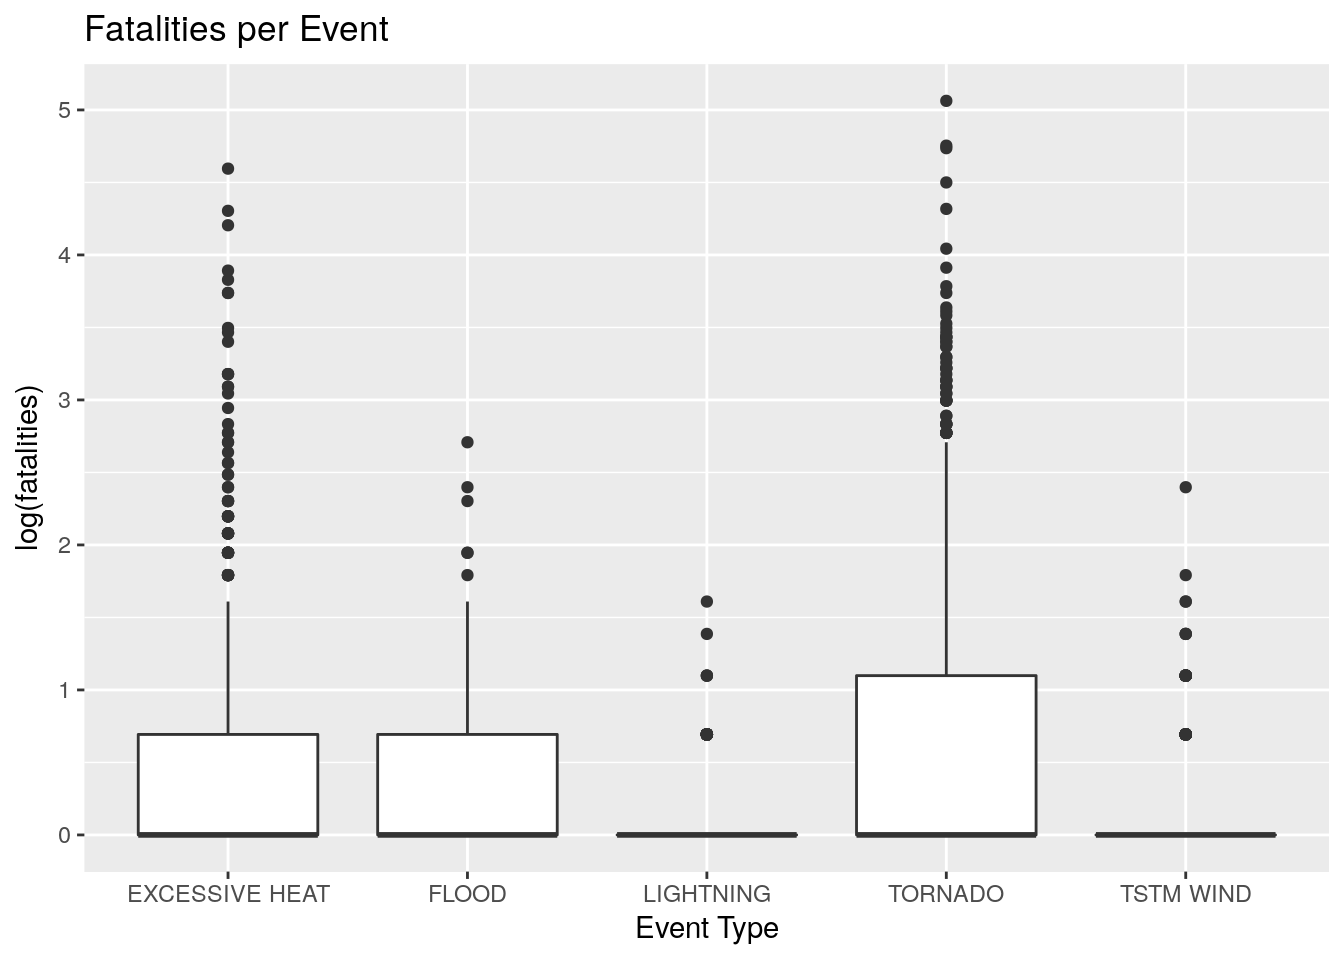 Fatalities per Event
log(fatalities)
5
4
3
2
1
0
EXCESSIVE HEAT
FLOOD
LIGHTNING
TORNADO
TSTM WIND
Event Type